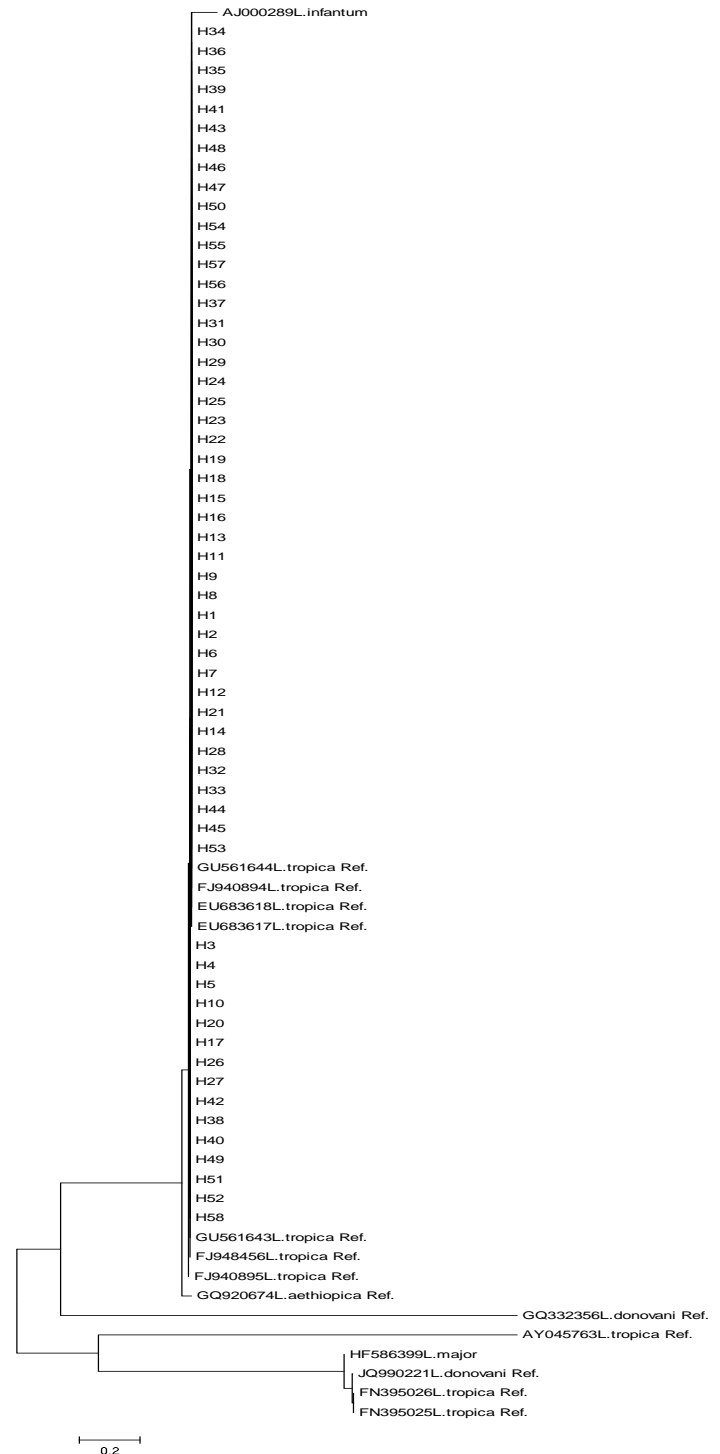 AJ000289L.infantum
H34
H36
H35
H39
H41
H43
H48
H46
H47
H50
H54
H55
H57
H56
H37
H31
H30
H29
H24
H25
H23
H22
H19
H18
H15
H16
H13
H11
H9
H8
H1
H2
H6
H7
H12
H21
H14
H28
H32
H33
H44
H45
H53
GU561644L.tropica Ref.
FJ940894L.tropica Ref.
EU683618L.tropica Ref.
EU683617L.tropica Ref.
H3
H4
H5
H10
H20
H17
H26
H27
H42
H38
H40
H49
H51
H52
H58
GU561643L.tropica Ref.
FJ948456L.tropica Ref.
FJ940895L.tropica Ref.
GQ920674L.aethiopica Ref.
GQ332356L.donovani Ref.
AY045763L.tropica Ref.
HF586399L.major
JQ990221L.donovani Ref.
FN395026L.tropica Ref.
FN395025L.tropica Ref.
0.2